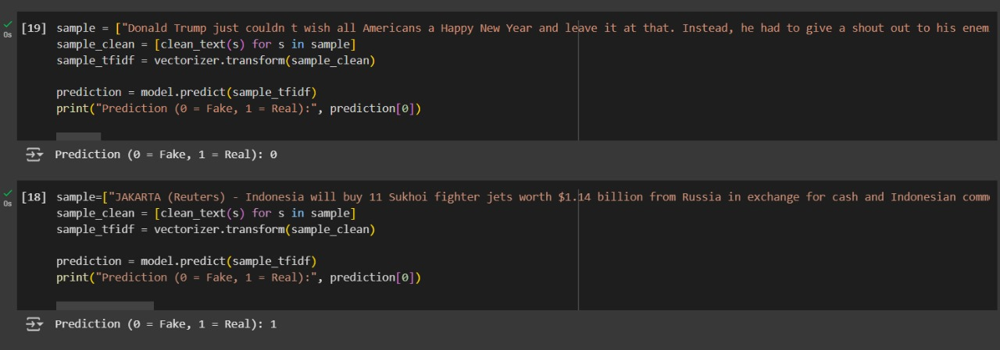 [19] sample = ["Donald Trump just couldn t wish all Americans a Happy New Year and leave it at that. Instead, he had to give a shout out to his enem
0s sample_clean = [clean_text(s) for s in sample]
sample_tfidf = vectorizer.transform(sample_clean)
prediction = model.predict(sample_tfidf)
print("Prediction (0 = Fake, 1 = Real):", prediction[0])
Prediction (0 = Fake, 1 = Real): 0
[18] sample=["JAKARTA (Reuters) - Indonesia will buy 11 Sukhoi fighter jets worth $1.14 billion from Russia in exchange for cash and Indonesian comm
0s sample_clean = [clean_text(s) for s in sample]
sample_tfidf = vectorizer.transform(sample_clean)
prediction = model.predict(sample_tfidf)
print("Prediction (0 = Fake, 1 = Real):", prediction[0])
Prediction (0 = Fake, 1 = Real): 1